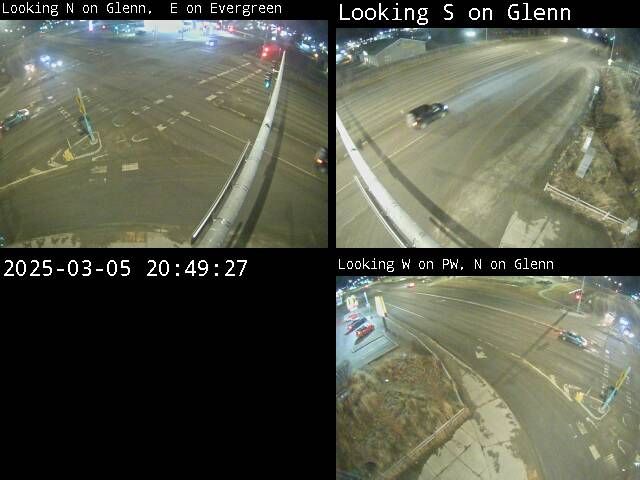 Looking N on Glenn,  E on Evergreen
Looking S on Glenn
2025-03-05 20:49:27
Looking W on PW, N on Glenn